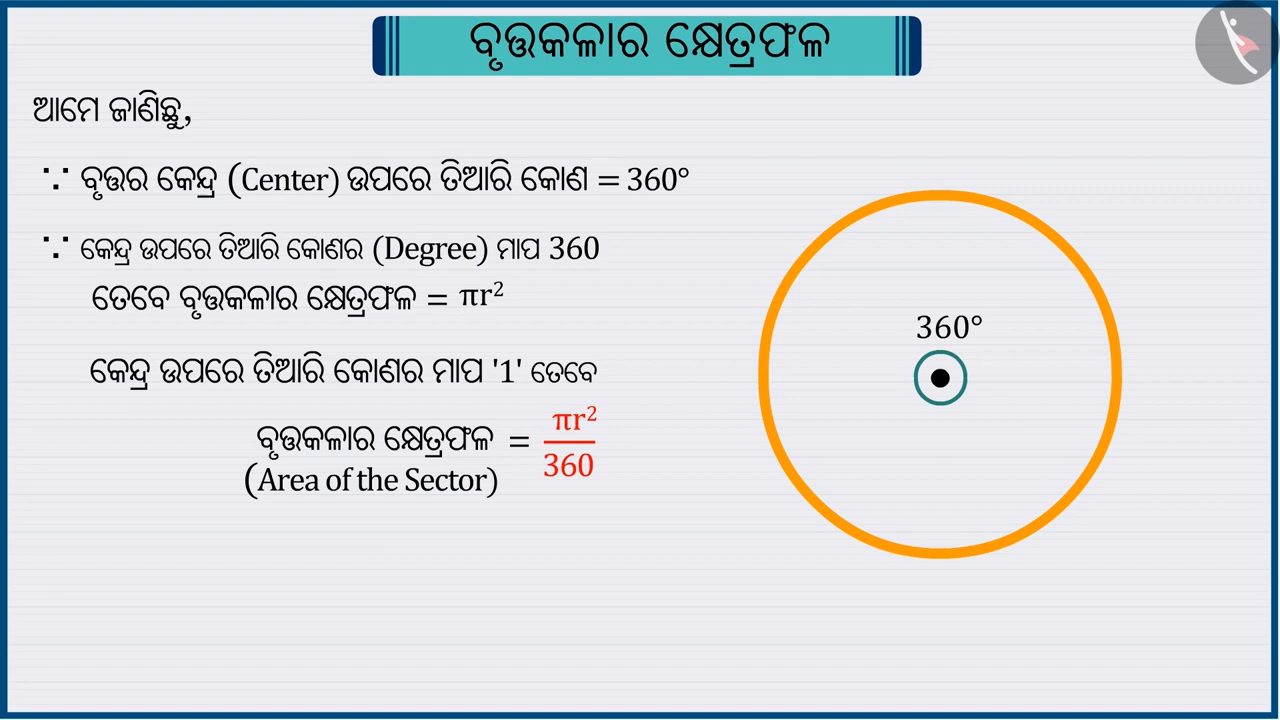 ବୃତ୍ତକଳାର କ୍ଷେତ୍ରଫଳ
ଆମେ ଜାଣିଛୁ,
∵ ବୃତ୍ତର କେନ୍ଦ୍ର (Center) ଉପରେ ତିଆରି କୋଣ = 360°
∵ କେନ୍ଦ୍ର ଉପରେ ତିଆରି କୋଣର (Degree) ମାପ 360
ତେବେ ବୃତ୍ତକଳାର କ୍ଷେତ୍ରଫଳ = πr²
360°
କେନ୍ଦ୍ର ଉପରେ ତିଆରି କୋଣର ମାପ '1' ତେବେ
ବୃତ୍ତକଳାର କ୍ଷେତ୍ରଫଳ = πr²/360
(Area of the Sector)